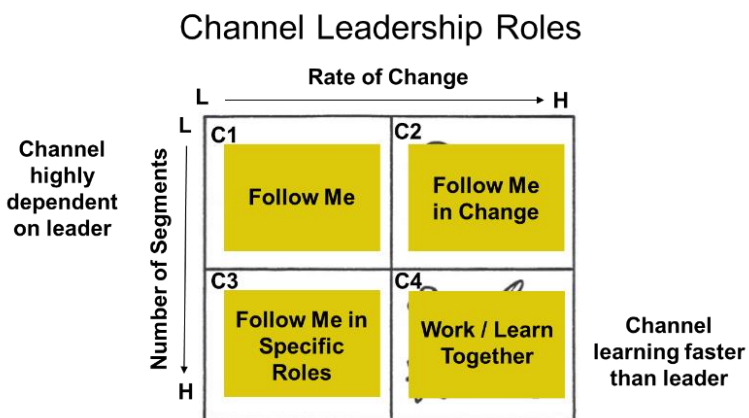 Channel Leadership Roles
Rate of Change
L
H
L
Channel
highly
dependent
on leader
Number of Segments
H
C1
Follow Me
C2
Follow Me
in Change
C3
Follow Me in
Specific
Roles
C4
Work / Learn
Together
Channel
learning faster
than leader